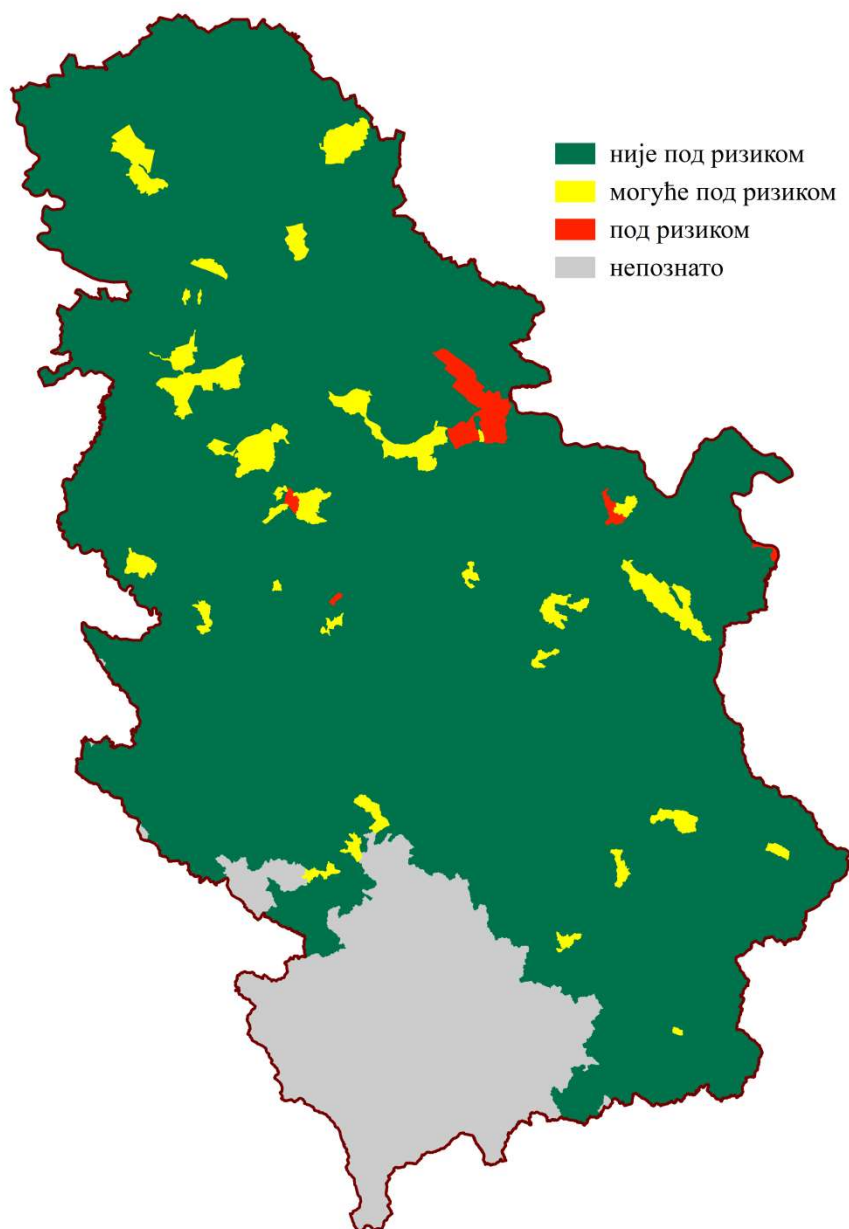 није под ризиком
могуће под ризиком
под ризиком
непознато